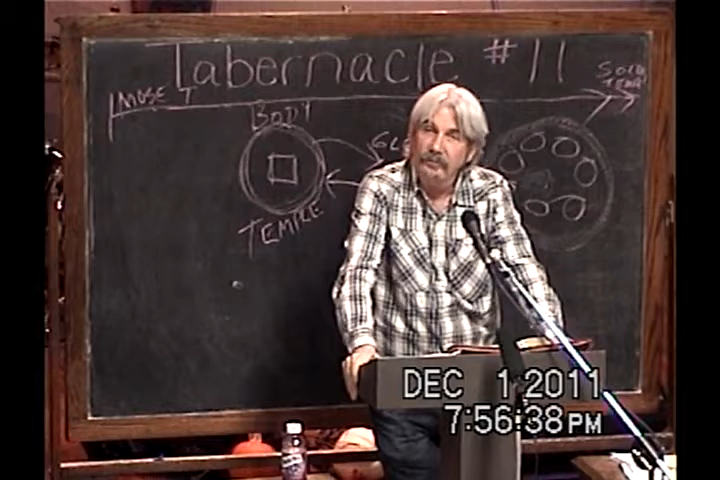 Tabernacle # 11
MOSE T
BODY
TEMPLE
DEC 1 2011
7:56:38 PM